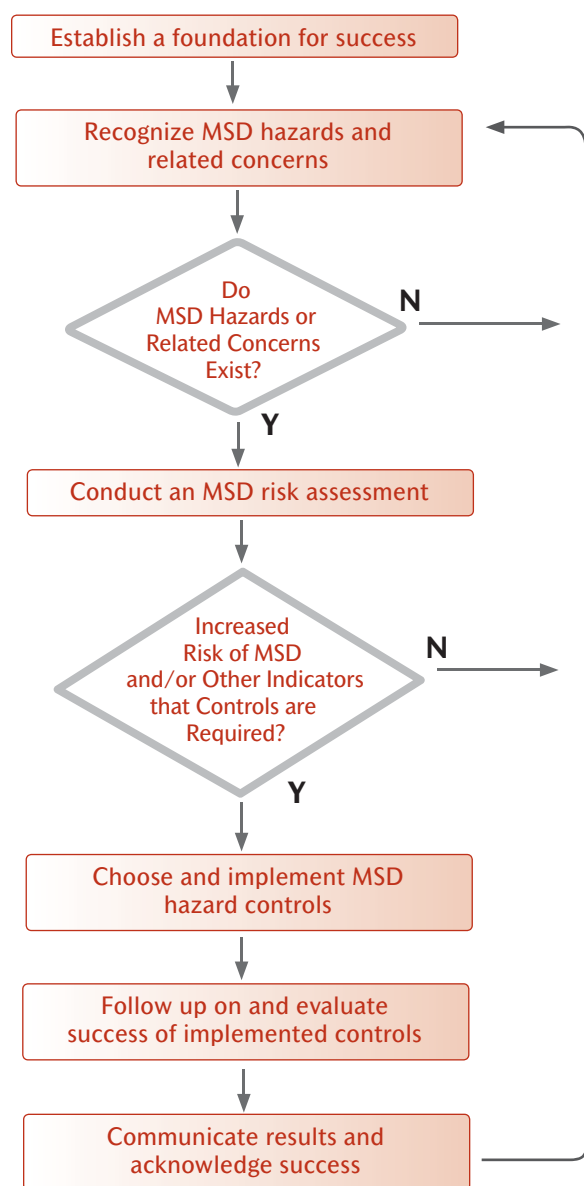 Establish a foundation for success
Recognize MSD hazards and
related concerns
Do
MSD Hazards or
Related Concerns
Exist?
N
Y
Conduct an MSD risk assessment
Increased
Risk of MSD
and/or Other Indicators
that Controls are
Required?
N
Y
Choose and implement MSD
hazard controls
Follow up on and evaluate
success of implemented controls
Communicate results and
acknowledge success